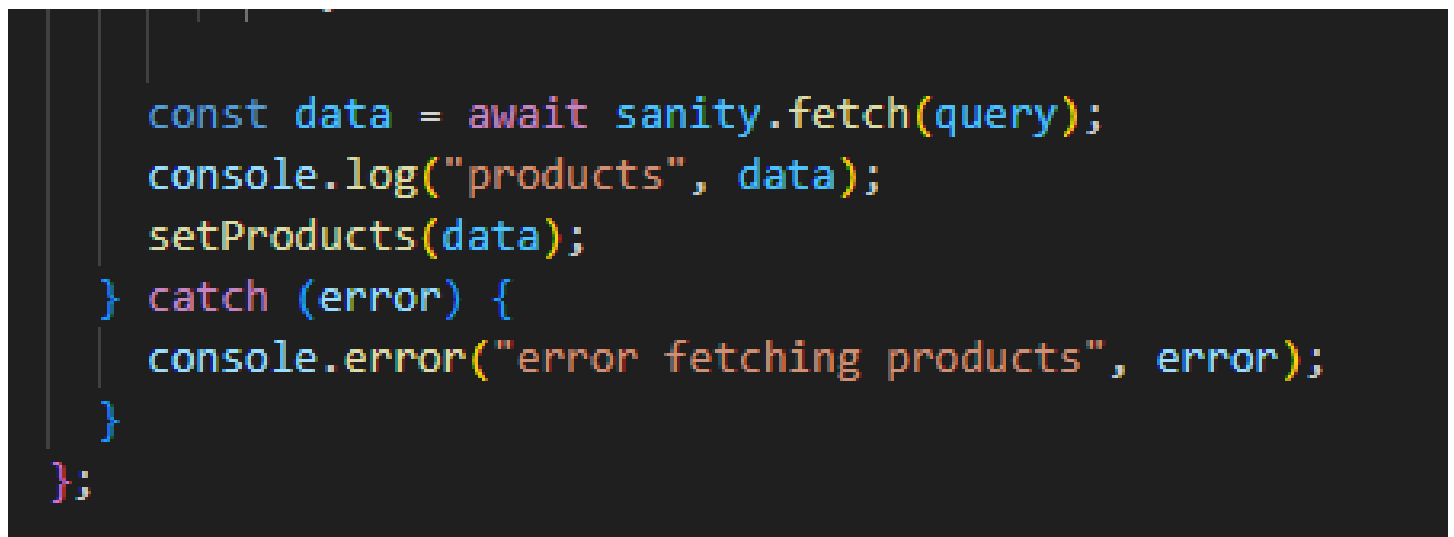 const data = await sanity.fetch(query);
console.log("products", data);
setProducts(data);
} catch (error) {
console.error("error fetching products", error);
}
};